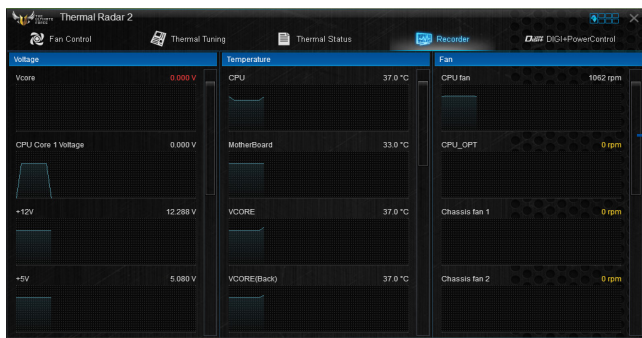 THE ULTIMATE FORCE
Thermal Radar 2
Fan Control
Thermal Tuning
Thermal Status
Recorder
DIGI+PowerControl
Voltage
Temperature
Fan
Vcore 0.000 V
CPU 37.0 °C
CPU fan 1062 rpm
CPU Core 1 Voltage 0.000 V
MotherBoard 33.0 °C
CPU_OPT 0 rpm
+12V 12.288 V
VCORE 37.0 °C
Chassis fan 1 0 rpm
+5V 5.080 V
VCORE(Back) 37.0 °C
Chassis fan 2 0 rpm